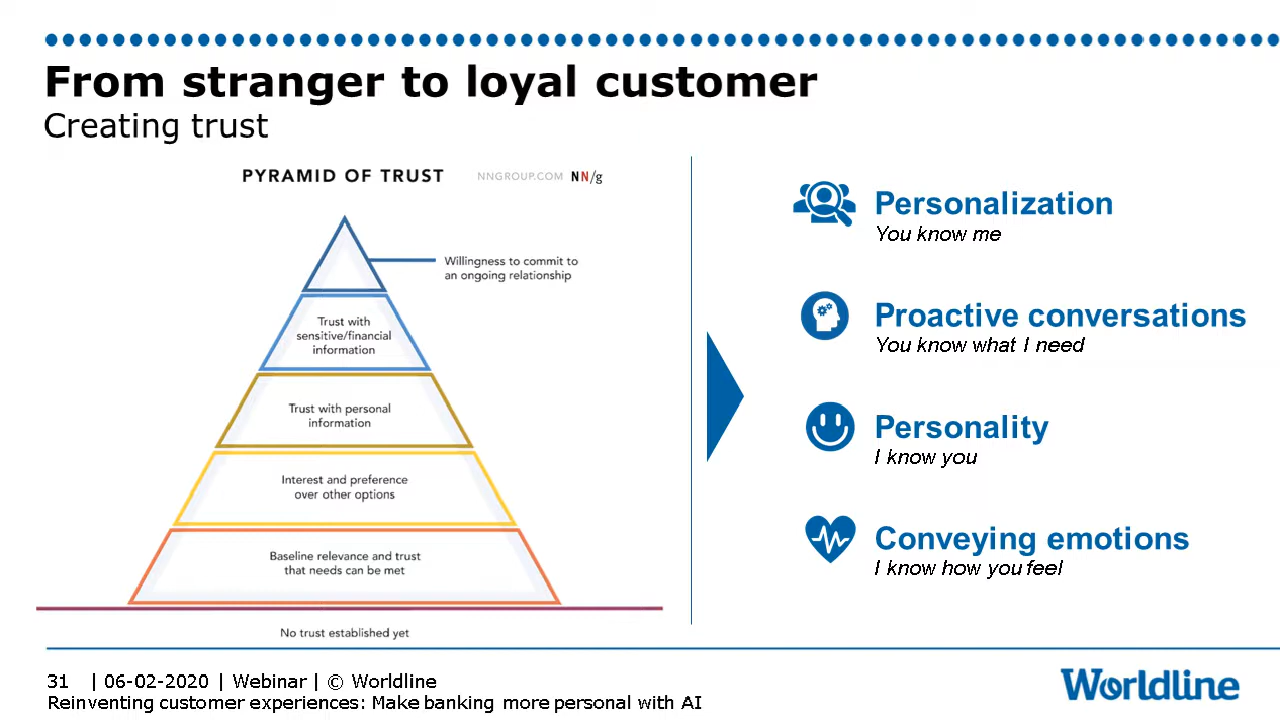 From stranger to loyal customer
Creating trust
PYRAMID OF TRUST
NNGROUP.COM NN/g
Willingness to commit to
an ongoing relationship
Trust with
sensitive/financial
information
Trust with personal
information
Interest and preference
over other options
Baseline relevance and trust
that needs can be met
No trust established yet
Personalization
You know me
Proactive conversations
You know what I need
Personality
I know you
Conveying emotions
I know how you feel
31 | 06-02-2020 | Webinar | © Worldline
Reinventing customer experiences: Make banking more personal with AI
Worldline